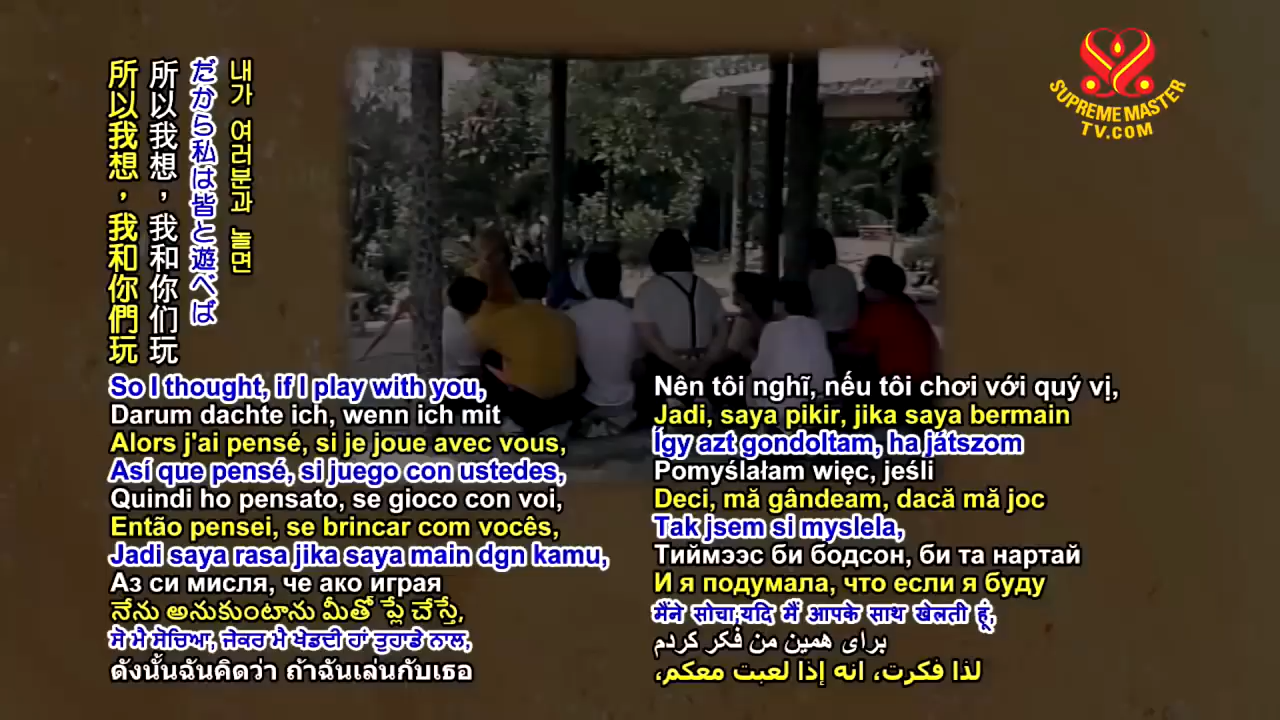 SUPREME MASTER
TV.COM
내가 여러분과 놀면
だから私は皆と遊べば
所以我想，我和你们玩
所以我想，我和你們玩
So I thought, if I play with you,
Darum dachte ich, wenn ich mit
Alors j'ai pensé, si je joue avec vous,
Así que pensé, si juego con ustedes,
Quindi ho pensato, se gioco con voi,
Então pensei, se brincar com vocês,
Jadi saya rasa jika saya main dgn kamu,
Аз си мисля, че ако играя
నేను అనుకుంటాను మీతో ప్లే చేస్తే,
ਸੋ ਮੈ ਸੋਚਿਆ, ਜੇਕਰ ਮੈ ਖੇਡਦੀ ਹਾਂ ਤੁਹਾਡੇ ਨਾਲ,
ดังนั้นฉันคิดว่า ถ้าฉันเล่นกับเธอ
Nên tôi nghĩ, nếu tôi chơi với quý vị,
Jadi, saya pikir, jika saya bermain
Így azt gondoltam, ha játszom
Pomyślałam więc, jeśli
Deci, mă gândeam, dacă mă joc
Tak jsem si myslela,
Тиймээс би бодсон, би та нартай
И я подумала, что если я буду
मैंने सोचा,यदि मैं आपके साथ खेलती हूं,
برای همین من فکر کردم
لذا فكرت، انه إذا لعبت معكم،